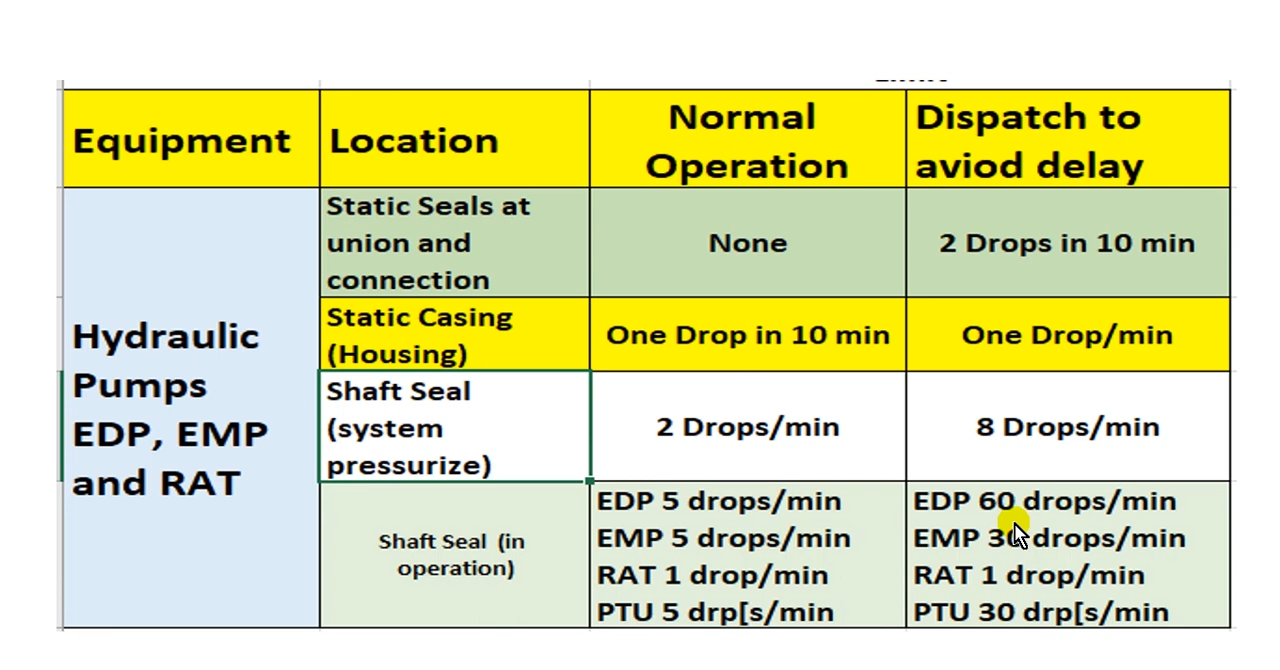 Equipment
Location
Normal
Operation
Dispatch to
aviod delay
Hydraulic
Pumps
EDP, EMP
and RAT
Static Seals at
union and
connection
None
2 Drops in 10 min
Static Casing
(Housing)
One Drop in 10 min
One Drop/min
Shaft Seal
(system
pressurize)
2 Drops/min
8 Drops/min
Shaft Seal (in
operation)
EDP 5 drops/min
EMP 5 drops/min
RAT 1 drop/min
PTU 5 drp[s/min
EDP 60 drops/min
EMP 30 drops/min
RAT 1 drop/min
PTU 30 drp[s/min